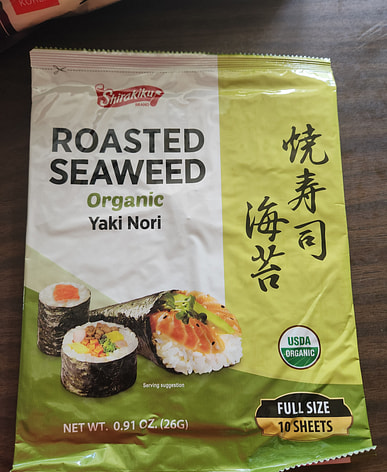 Shirakiku
BRAND
ROASTED
SEAWEED
Organic
Yaki Nori
焼寿司
海苔
USDA
ORGANIC
Serving suggestion
FULL SIZE
10 SHEETS
NET WT. 0.91 OZ. (26G)